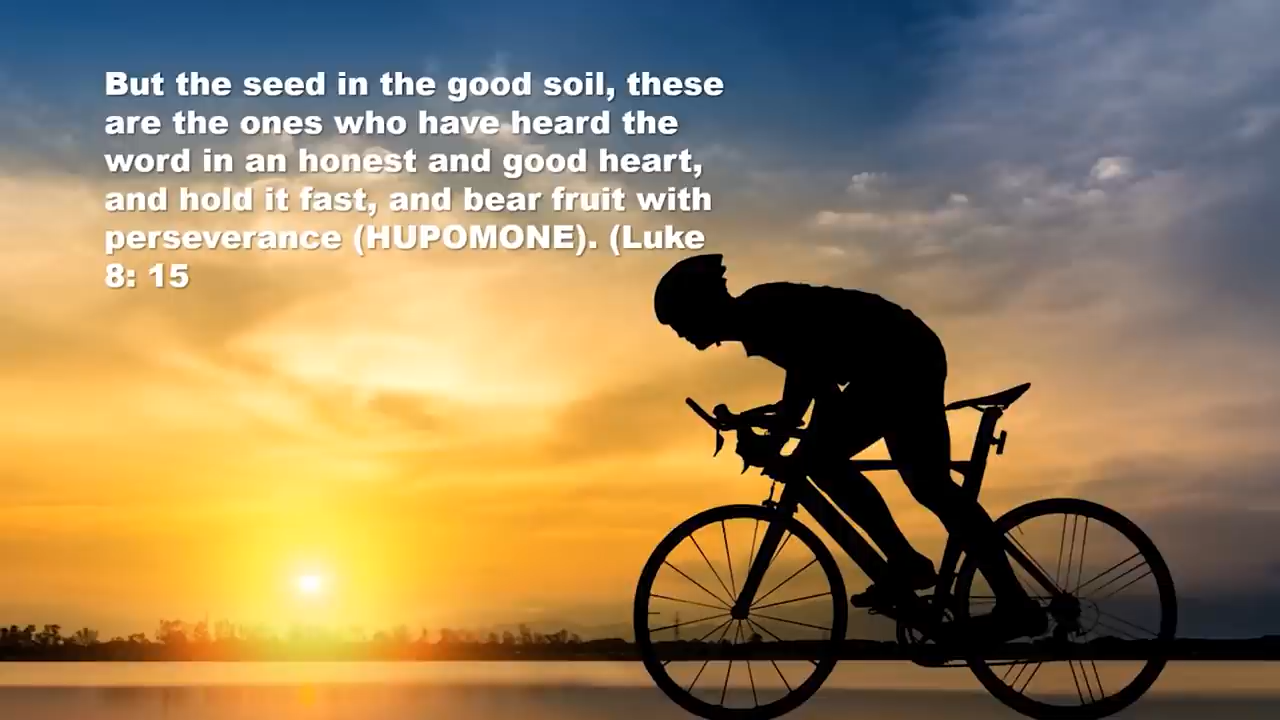 But the seed in the good soil, these
are the ones who have heard the
word in an honest and good heart,
and hold it fast, and bear fruit with
perseverance (HUPOMONE). (Luke
8: 15